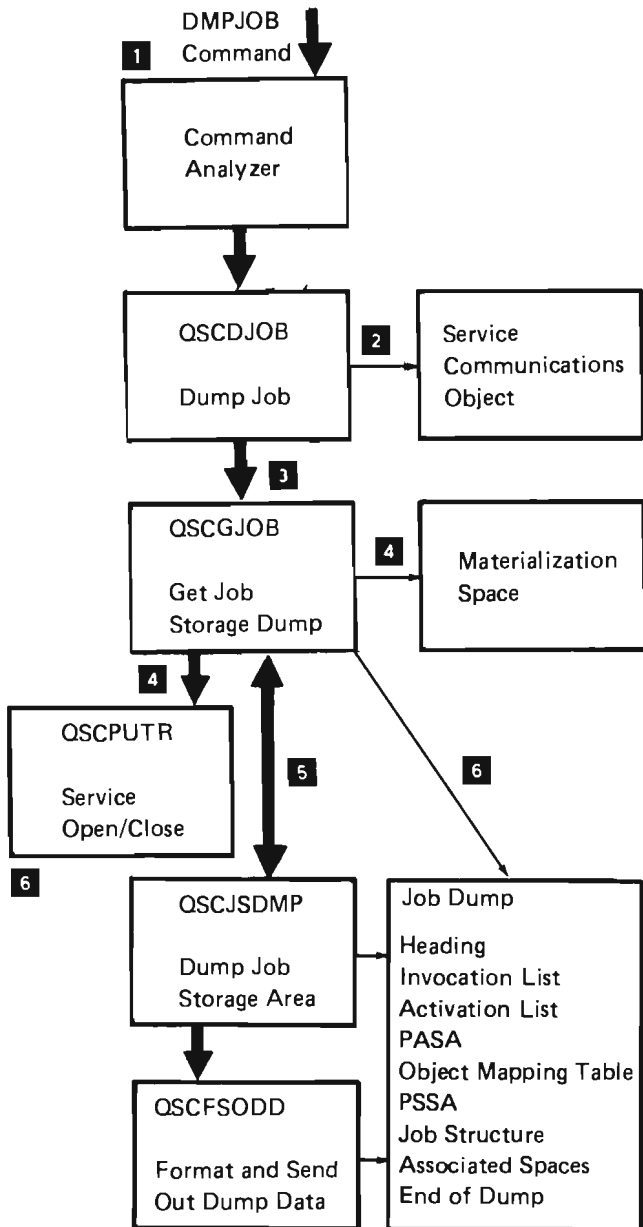 DMPJOB
1 Command
Command
Analyzer
QSCDJOB
Dump Job
2
Service
Communications
Object
3
QSCGJOB
Get Job
Storage Dump
4
Materialization
Space
4
QSCPUTR
Service
Open/Close
5
6
6
QSCJSDMP
Dump Job
Storage Area
Job Dump
Heading
Invocation List
Activation List
PASA
Object Mapping Table
PSSA
Job Structure
Associated Spaces
End of Dump
QSCFSODD
Format and Send
Out Dump Data